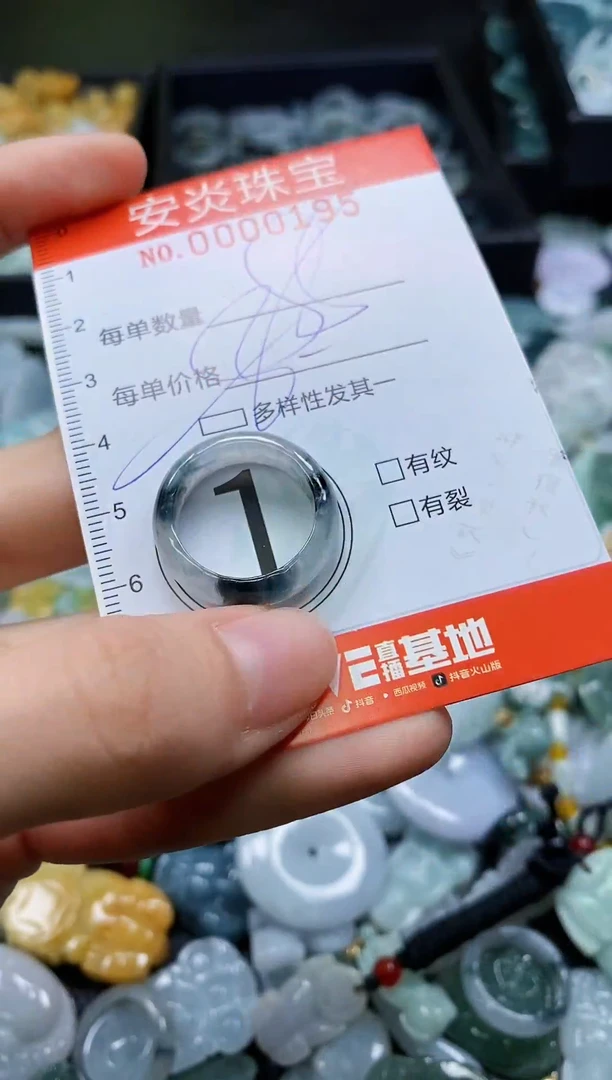 安炎珠宝
NO.0000195
0
1
2
每单数量
3
每单价格
多样性发其一
4
有纹
5
1
有裂
6
直播基地
抖音 西瓜视频 抖音火山版